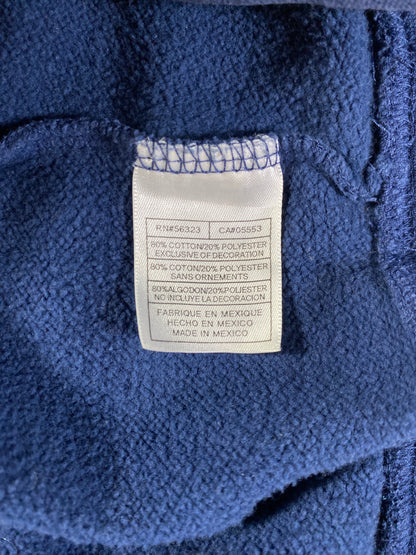 RN#56323 CA#05553
80% COTTON/20% POLYESTER
EXCLUSIVE OF DECORATION
80% COTON/20% POLYESTER
SANS ORNEMENTS
80% ALGODON/20% POLIESTER
NO INCLUYE LA DECORACION
FABRIQUE EN MEXIQUE
HECHO EN MEXICO
MADE IN MEXICO